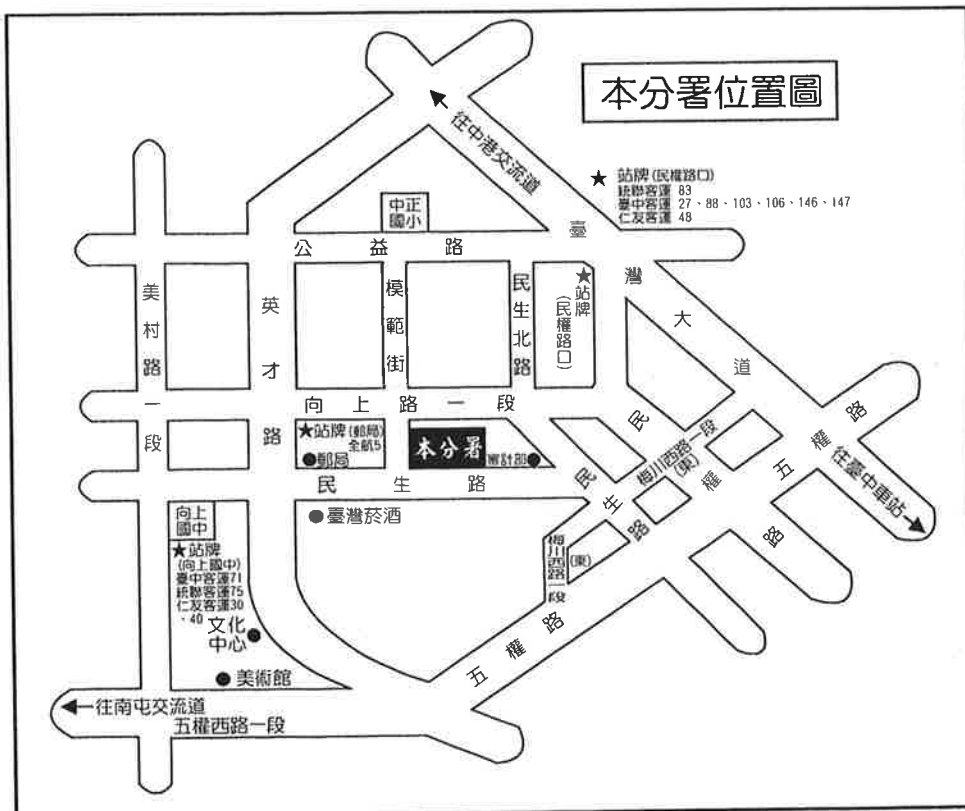 本分署位置圖
往中港交流道
★ 站牌 (民權路口)
統聯客運 83
臺中客運 27、88、103、106、146、147
仁友客運 48
中正
國小
公益路
臺灣大道
美村路一段
英才路
模範街
民生北路
★站牌
(民權路口)
向上路一段
★站牌 (郵局)
全航5
●郵局
本分署
審計部●
民生路
民權路
民生路
梅川西路一段
(東)
五權路
往臺中車站
●臺灣菸酒
向上
國中
★站牌
(向上國中)
臺中客運71
統聯客運75
仁友客運30
、40
文化
中心●
●美術館
梅川西路一段
(東)
五權路
往南屯交流道
五權西路一段